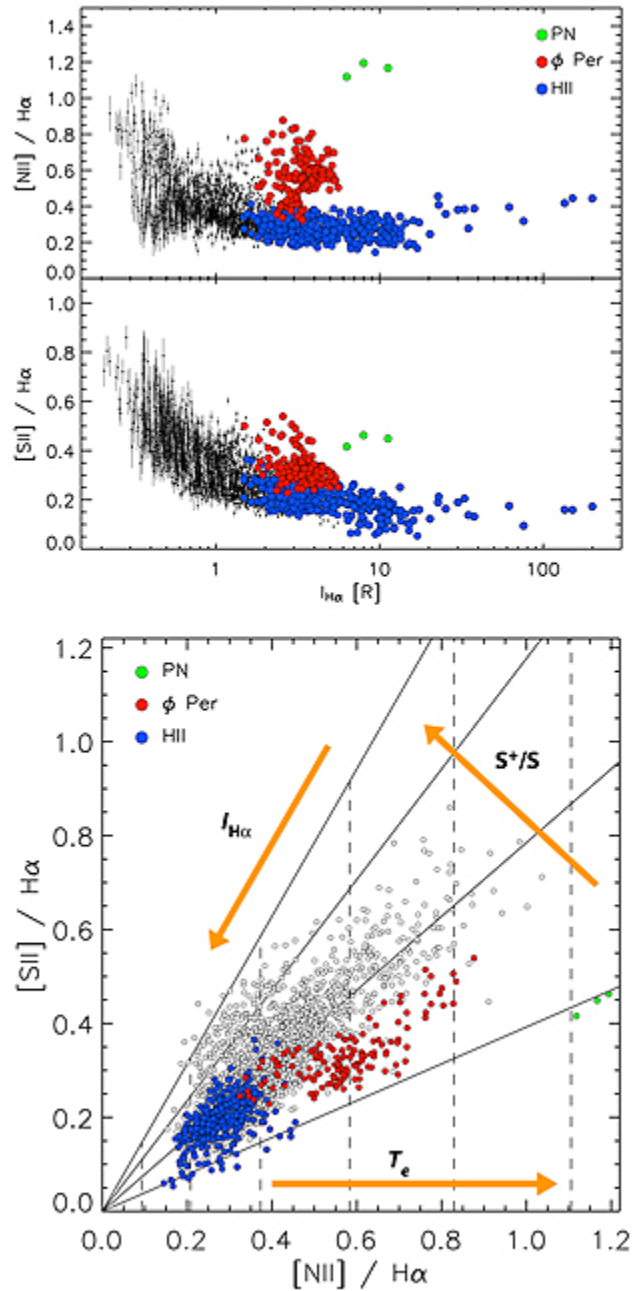 1.4
1.2
1.0
0.8
0.6
0.4
0.2
0.0
[NII] / Hα
PN
ϕ Per
HII
1.0
0.8
0.6
0.4
0.2
0.0
[SII] / Hα
1 10 100
I_Hα [R]
1.2
1.0
0.8
0.6
0.4
0.2
0.0
[SII] / Hα
PN
ϕ Per
HII
I_Hα
S⁺/S
T_e
0.0 0.2 0.4 0.6 0.8 1.0 1.2
[NII] / Hα